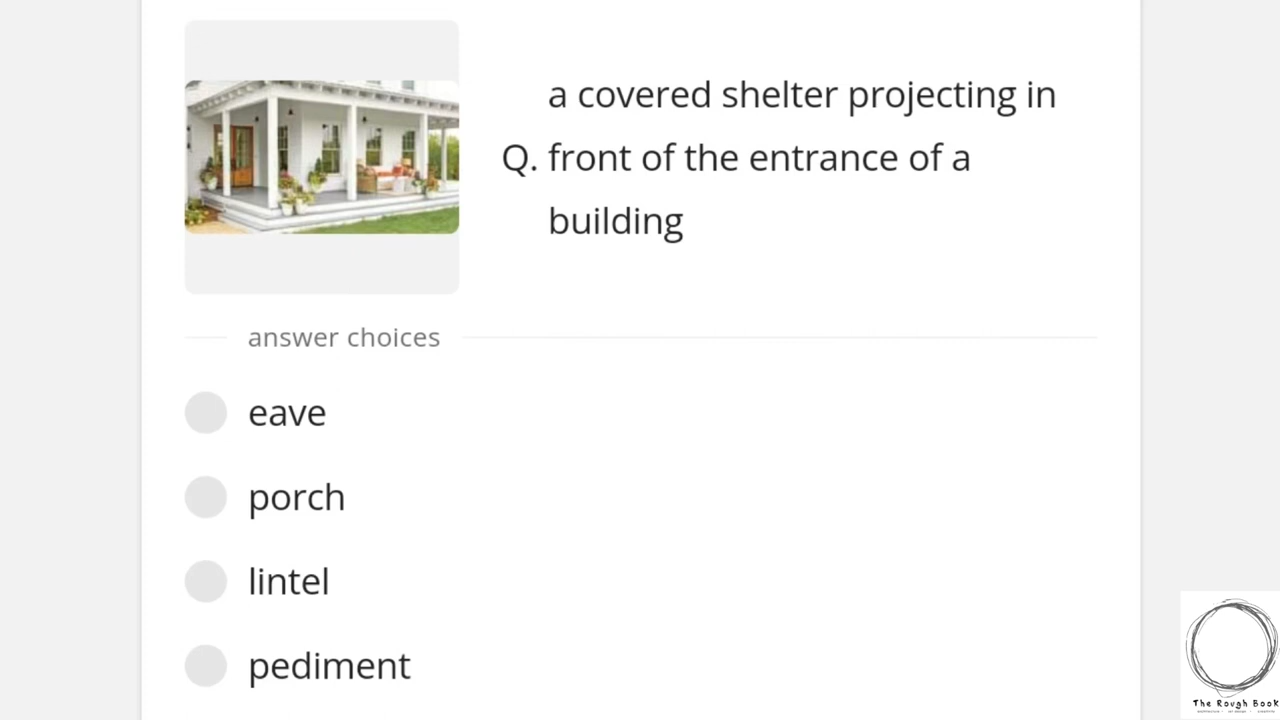 a covered shelter projecting in
Q. front of the entrance of a
building
answer choices
eave
porch
lintel
pediment
The Rough Book